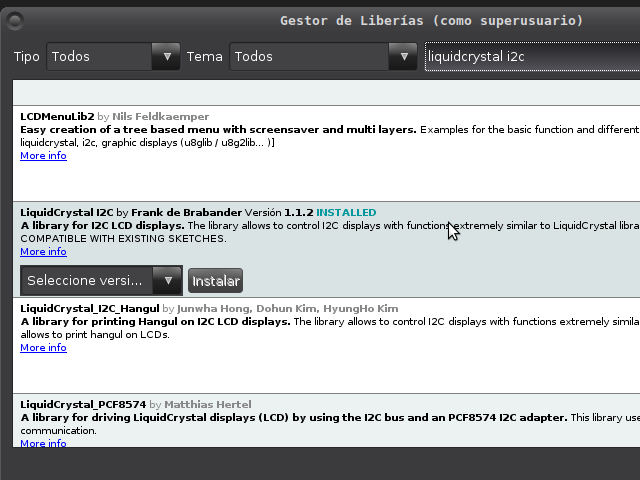 Gestor de Liberías (como superusuario)
Tipo Todos Tema Todos liquidcrystal i2c
LCDMenuLib2 by Nils Feldkaemper
Easy creation of a tree based menu with screensaver and multi layers. Examples for the basic function and different
liquidcrystal, i2c, graphic displays (u8glib / u8g2lib... )]
More info
LiquidCrystal I2C by Frank de Brabander Versión 1.1.2 INSTALLED
A library for I2C LCD displays. The library allows to control I2C displays with functions extremely similar to LiquidCrystal libra
COMPATIBLE WITH EXISTING SKETCHES.
More info
Seleccione versi... Instalar
LiquidCrystal_I2C_Hangul by Junwha Hong, Dohun Kim, HyungHo Kim
A library for printing Hangul on I2C LCD displays. The library allows to control I2C displays with functions extremely simila
allows to print hangul on LCDs.
More info
LiquidCrystal_PCF8574 by Matthias Hertel
A library for driving LiquidCrystal displays (LCD) by using the I2C bus and an PCF8574 I2C adapter. This library use
communication.
More info